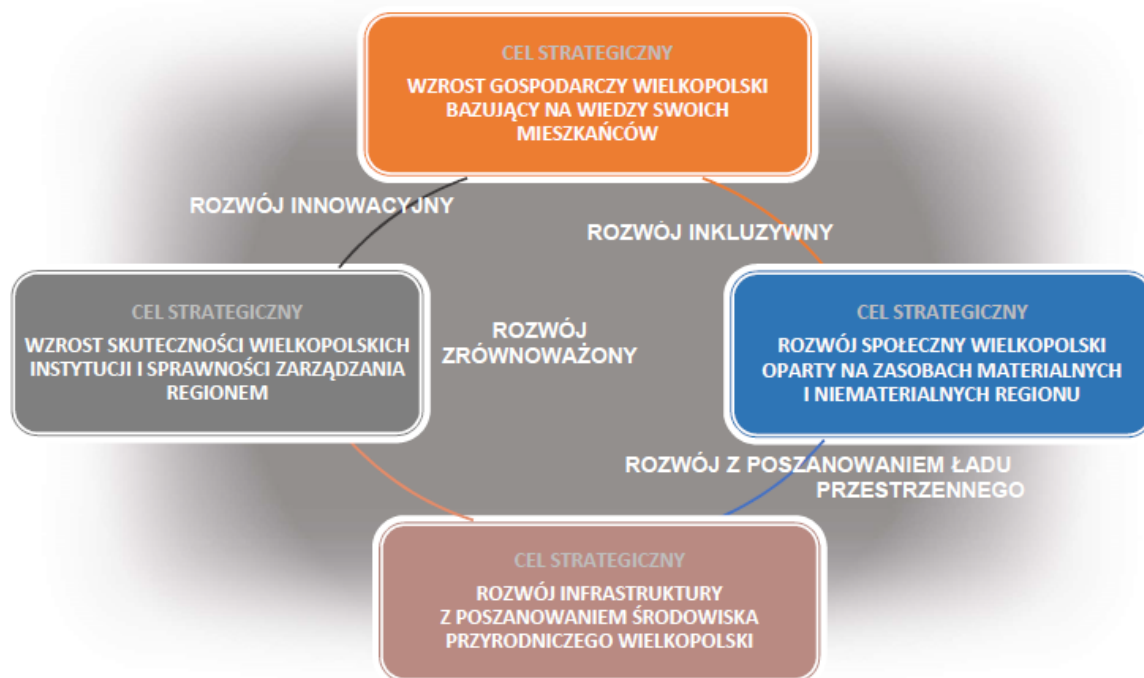 CEL STRATEGICZNY
WZROST GOSPODARCZY WIELKOPOLSKI
BAZUJĄCY NA WIEDZY SWOICH
MIESZKAŃCÓW
ROZWÓJ INNOWACYJNY
ROZWÓJ INKLUZYWNY
CEL STRATEGICZNY
WZROST SKUTECZNOŚCI WIELKOPOLSKICH
INSTYTUCJI I SPRAWNOŚCI ZARZĄDZANIA
REGIONEM
ROZWÓJ
ZRÓWNOWAŻONY
CEL STRATEGICZNY
ROZWÓJ SPOŁECZNY WIELKOPOLSKI
OPARTY NA ZASOBACH MATERIALNYCH
I NIEMATERIALNYCH REGIONU
ROZWÓJ Z POSZANOWANIEM ŁADU
PRZESTRZENNEGO
CEL STRATEGICZNY
ROZWÓJ INFRASTRUKTURY
Z POSZANOWANIEM ŚRODOWISKA
PRZYRODNICZEGO WIELKOPOLSKI